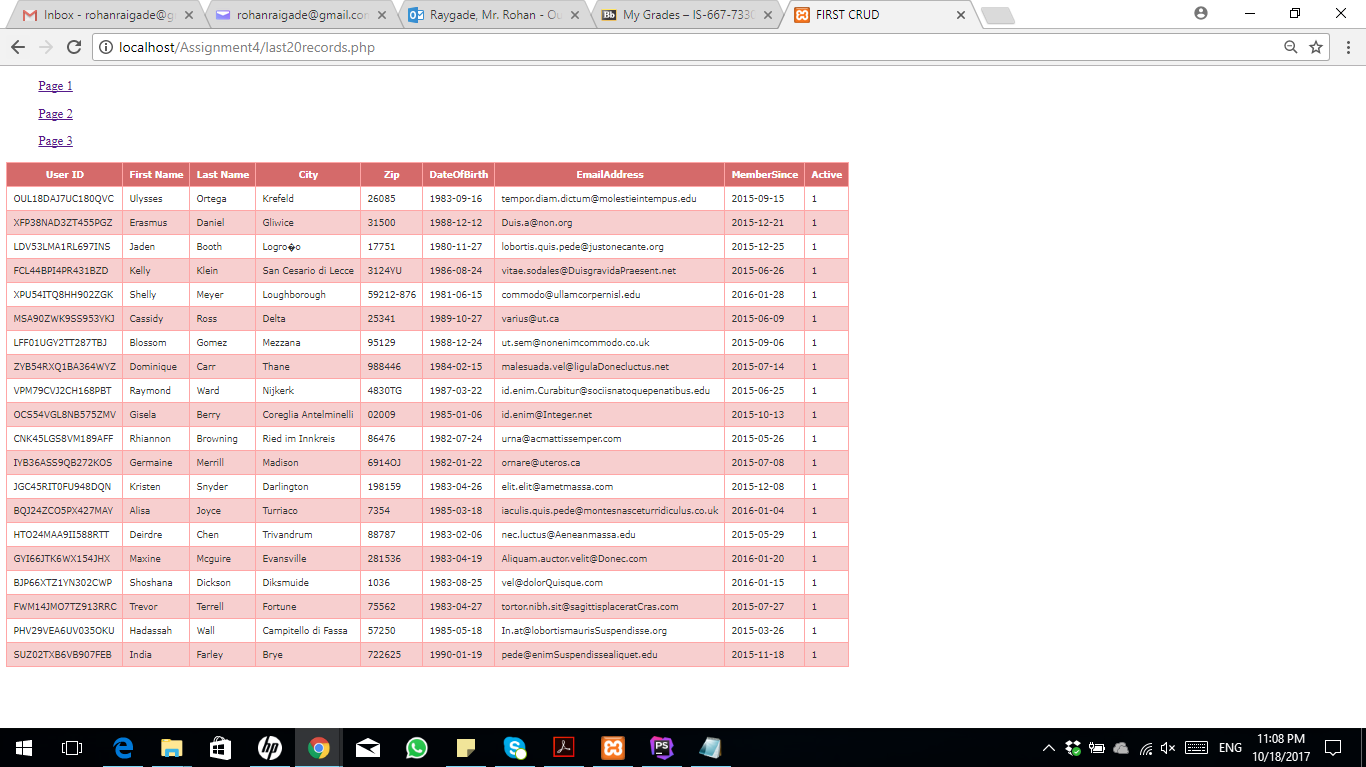 Inbox - rohanraigade@g
rohanraigade@gmail.con
Raygade, Mr. Rohan - Ou
My Grades – IS-667-7330
FIRST CRUD
localhost/Assignment4/last20records.php
Page 1
Page 2
Page 3
User ID First Name Last Name City Zip DateOfBirth EmailAddress MemberSince Active
OUL18DAJ7UC180QVC Ulysses Ortega Krefeld 26085 1983-09-16 tempor.diam.dictum@molestieintempus.edu 2015-09-15 1
XFP38NAD3ZT455PGZ Erasmus Daniel Gliwice 31500 1988-12-12 Duis.a@non.org 2015-12-21 1
LDV53LMA1RL697INS Jaden Booth Logro�o 17751 1980-11-27 lobortis.quis.pede@justonecante.org 2015-12-25 1
FCL44BPI4PR431BZD Kelly Klein San Cesario di Lecce 3124YU 1986-08-24 vitae.sodales@DuisgravidaPraesent.net 2015-06-26 1
XPU54ITQ8HH902ZGK Shelly Meyer Loughborough 59212-876 1981-06-15 commodo@ullamcorpernisl.edu 2016-01-28 1
MSA90ZWK9SS953YKJ Cassidy Ross Delta 25341 1989-10-27 varius@ut.ca 2015-06-09 1
LFF01UGY2TT287TBJ Blossom Gomez Mezzana 95129 1988-12-24 ut.sem@nonenimcommodo.co.uk 2015-09-06 1
ZYB54RXQ1BA364WYZ Dominique Carr Thane 988446 1984-02-15 malesuada.vel@ligulaDonecluctus.net 2015-07-14 1
VPM79CVJ2CH168PBT Raymond Ward Nijkerk 4830TG 1987-03-22 id.enim.Curabitur@sociisnatoquepenatibus.edu 2015-06-25 1
OCS54VGL8NB575ZMV Gisela Berry Coreglia Antelminelli 02009 1985-01-06 id.enim@Integer.net 2015-10-13 1
CNK45LGS8VM189AFF Rhiannon Browning Ried im Innkreis 86476 1982-07-24 urna@acmattissemper.com 2015-05-26 1
IYB36ASS9QB272KOS Germaine Merrill Madison 6914OJ 1982-01-22 ornare@uteros.ca 2015-07-08 1
JGC45RIT0FU948DQN Kristen Snyder Darlington 198159 1983-04-26 elit.elit@ametmassa.com 2015-12-08 1
BQJ24ZCO5PX427MAY Alisa Joyce Turriaco 7354 1985-03-18 iaculis.quis.pede@montesnasceturridiculus.co.uk 2016-01-04 1
HTO24MAA9II588RTT Deirdre Chen Trivandrum 88787 1983-02-06 nec.luctus@Aeneanmassa.edu 2015-05-29 1
GYI66JTK6WX154JHX Maxine Mcguire Evansville 281536 1983-04-19 Aliquam.auctor.velit@Donec.com 2016-01-20 1
BJP66XTZ1YN302CWP Shoshana Dickson Diksmuide 1036 1983-08-25 vel@dolorQuisque.com 2016-01-15 1
FWM14JMO7TZ913RRC Trevor Terrell Fortune 75562 1983-04-27 tortor.nibh.sit@sagittisplaceratCras.com 2015-07-27 1
PHV29VEA6UV035OKU Hadassah Wall Campitello di Fassa 57250 1985-05-18 In.at@lobortismaurisSuspendisse.org 2015-03-26 1
SUZ02TXB6VB907FEB India Farley Brye 722625 1990-01-19 pede@enimSuspendissealiquet.edu 2015-11-18 1
ENG
11:08 PM
10/18/2017